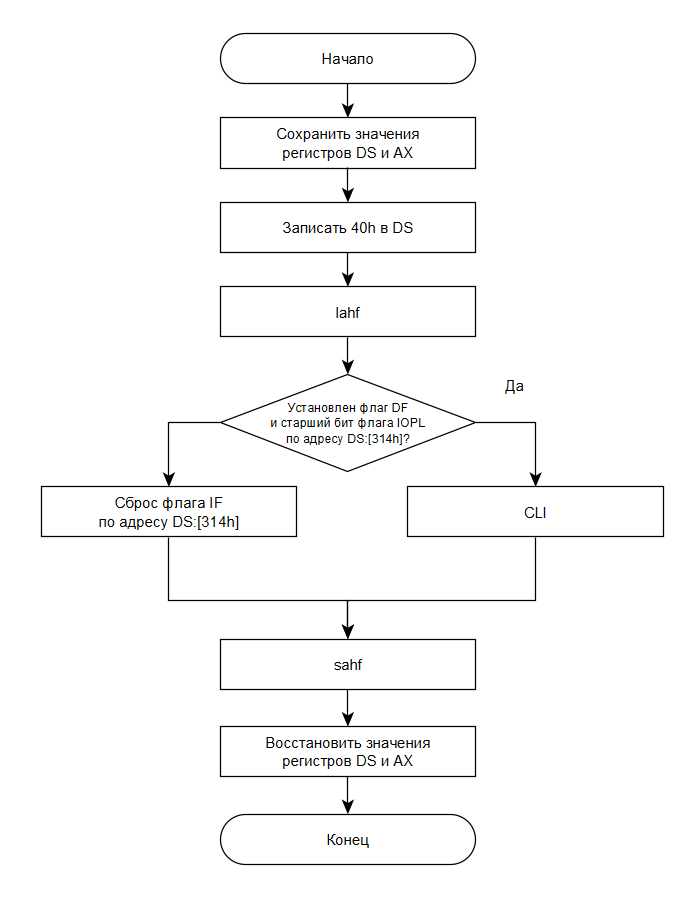 Начало
Сохранить значения
регистров DS и AX
Записать 40h в DS
lahf
Установлен флаг DF
и старший бит флага IOPL
по адресу DS:[314h]?
Да
Сброс флага IF
по адресу DS:[314h]
CLI
sahf
Восстановить значения
регистров DS и AX
Конец